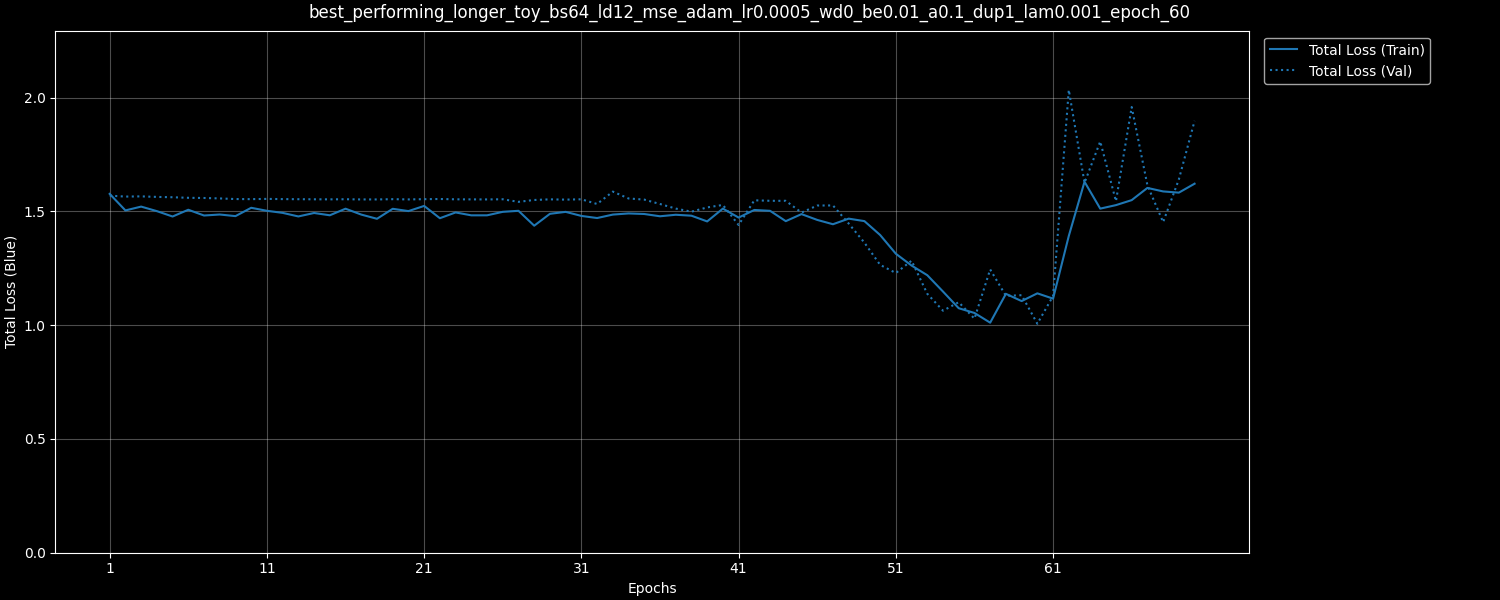 best_performing_longer_toy_bs64_ld12_mse_adam_lr0.0005_wd0_be0.01_a0.1_dup1_lam0.001_epoch_60
Total Loss (Train)
Total Loss (Val)
2.0
1.5
1.0
0.5
0.0
Total Loss (Blue)
1
11
21
31
41
51
61
Epochs